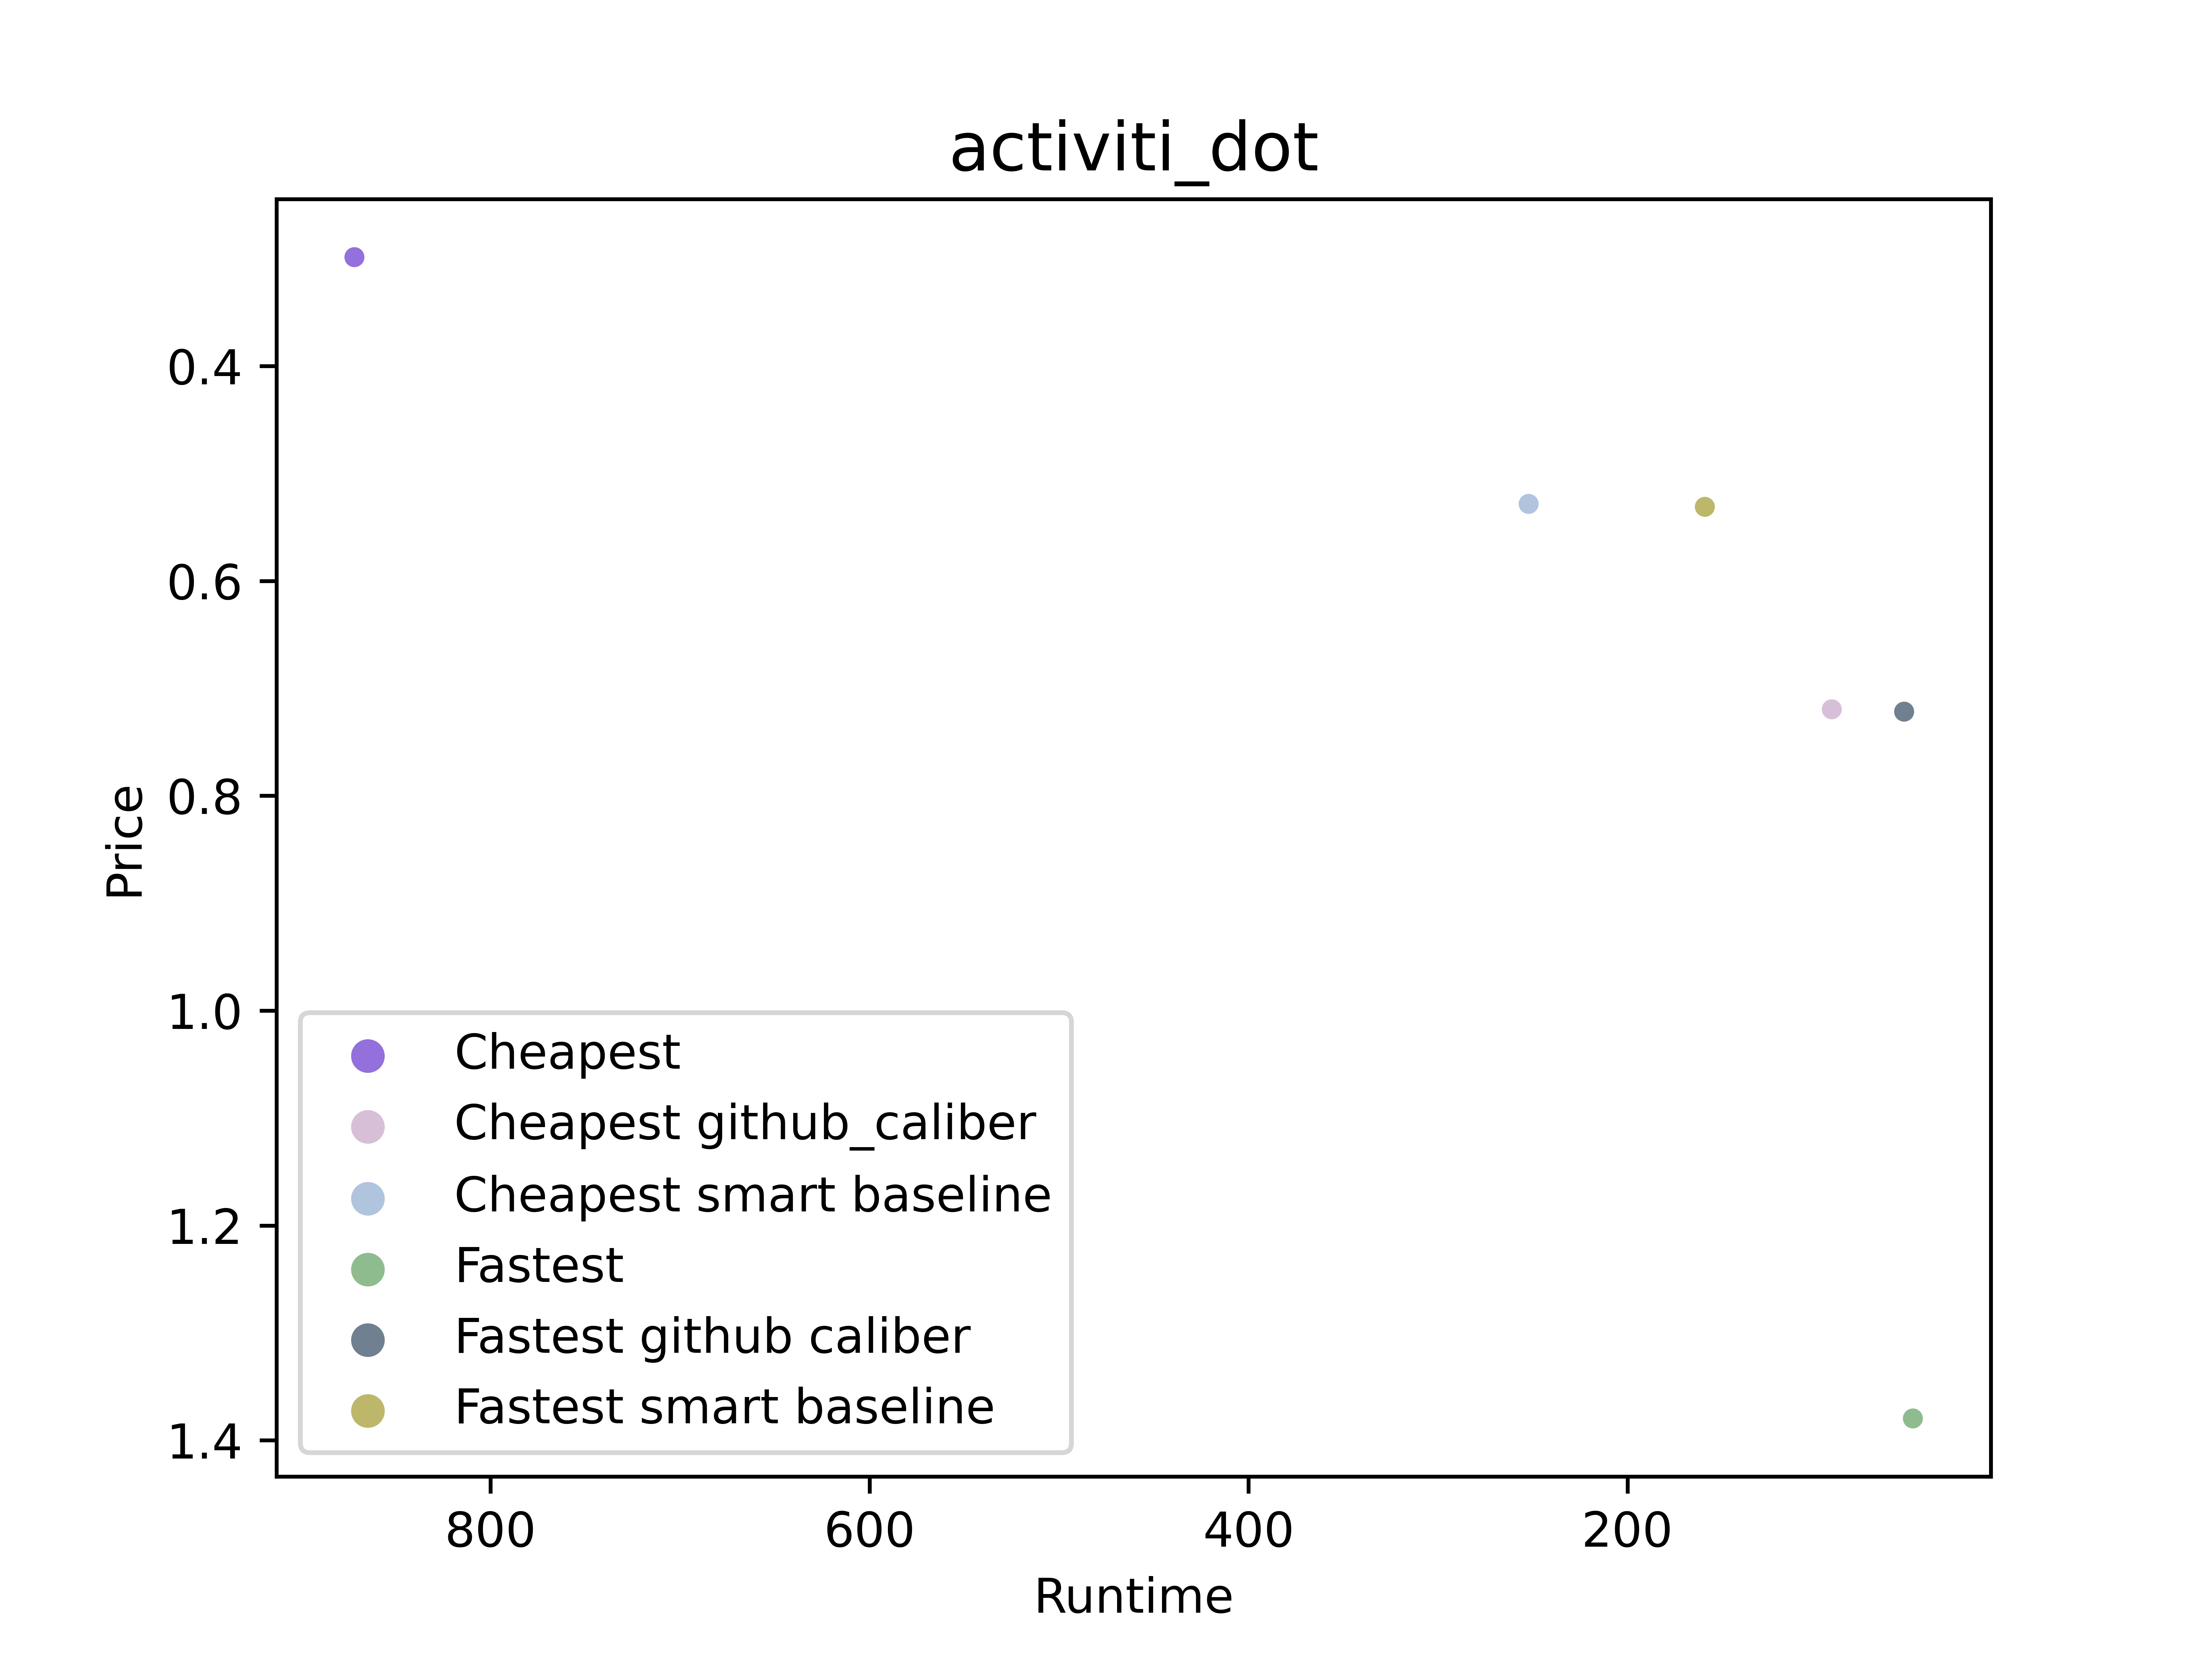 activiti_dot
0.4
0.6
0.8
1.0
1.2
1.4
Price
Cheapest
Cheapest github_caliber
Cheapest smart baseline
Fastest
Fastest github caliber
Fastest smart baseline
800 600 400 200
Runtime